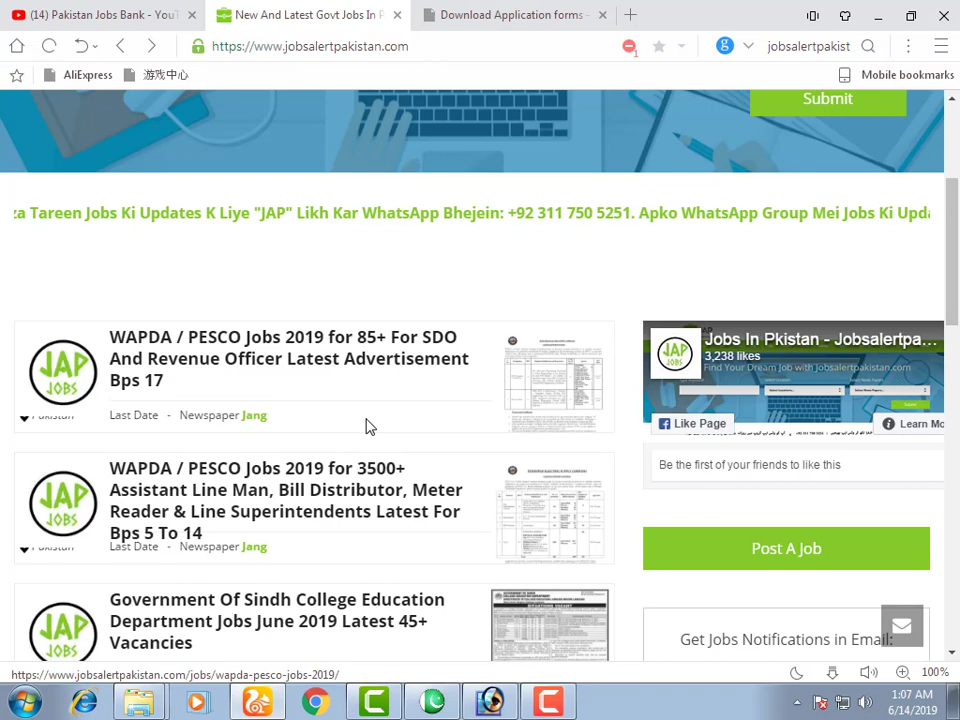 (14) Pakistan Jobs Bank - YouT
New And Latest Govt Jobs In P
Download Application forms -
https://www.jobsalertpakistan.com
1
g
jobsalertpakist
AliExpress
游戏中心
Mobile bookmarks
Submit
za Tareen Jobs Ki Updates K Liye "JAP" Likh Kar WhatsApp Bhejein: +92 311 750 5251. Apko WhatsApp Group Mei Jobs Ki Upda
WAPDA / PESCO Jobs 2019 for 85+ For SDO
And Revenue Officer Latest Advertisement
Bps 17
JAP
JOBS
Pakistan
Last Date - Newspaper Jang
Jobs In Pkistan - Jobsalertpa...
3,238 likes
Find Your Dream Job with jobsalertpakistan.com
JAP
JOBS
Submit
Like Page
Learn Mo
Be the first of your friends to like this
WAPDA / PESCO Jobs 2019 for 3500+
Assistant Line Man, Bill Distributor, Meter
Reader & Line Superintendents Latest For
Bps 5 To 14
JAP
JOBS
Pakistan
Last Date - Newspaper Jang
Post A Job
Government Of Sindh College Education
Department Jobs June 2019 Latest 45+
Vacancies
JAP
JOBS
SITUATIONS VACANT
Get Jobs Notifications in Email:
https://www.jobsalertpakistan.com/jobs/wapda-pesco-jobs-2019/
100%
1:07 AM
6/14/2019